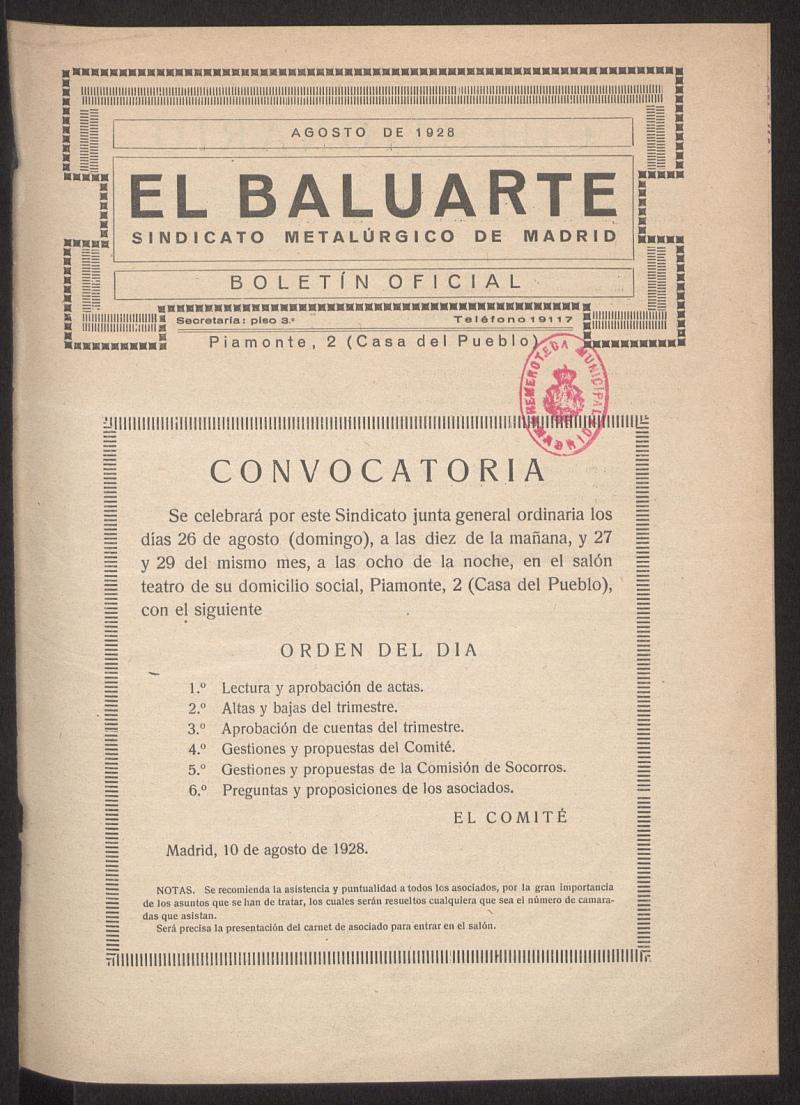 AGOSTO DE 1928
EL BALUARTE
SINDICATO METALÚRGICO DE MADRID
BOLETÍN OFICIAL
Secretaría: piso 3.º Teléfono 19117
Piamonte, 2 (Casa del Pueblo)
HEMEROTECA MUNICIPAL
MADRID
CONVOCATORIA
Se celebrará por este Sindicato junta general ordinaria los
días 26 de agosto (domingo), a las diez de la mañana, y 27
y 29 del mismo mes, a las ocho de la noche, en el salón
teatro de su domicilio social, Piamonte, 2 (Casa del Pueblo),
con el siguiente
ORDEN DEL DIA
1.º Lectura y aprobación de actas.
2.º Altas y bajas del trimestre.
3.º Aprobación de cuentas del trimestre.
4.º Gestiones y propuestas del Comité.
5.º Gestiones y propuestas de la Comisión de Socorros.
6.º Preguntas y proposiciones de los asociados.
EL COMITÉ
Madrid, 10 de agosto de 1928.
NOTAS. Se recomienda la asistencia y puntualidad a todos los asociados, por la gran importancia
de los asuntos que se han de tratar, los cuales serán resueltos cualquiera que sea el número de camara-
das que asistan.
Será precisa la presentación del carnet de asociado para entrar en el salón.